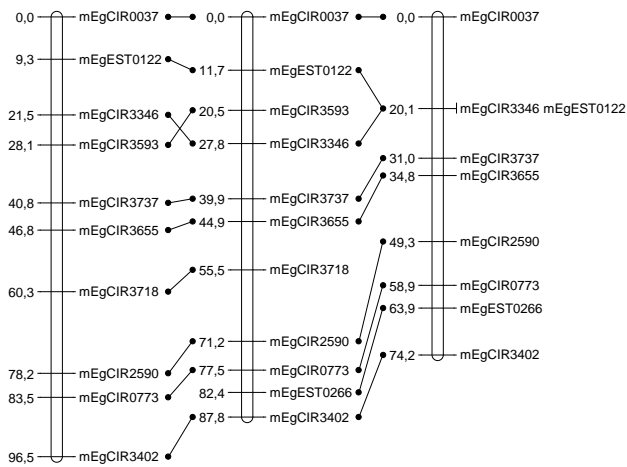 0,0 mEgCIR0037
9,3 mEgEST0122
21,5 mEgCIR3346
28,1 mEgCIR3593
40,8 mEgCIR3737
46,8 mEgCIR3655
60,3 mEgCIR3718
78,2 mEgCIR2590
83,5 mEgCIR0773
96,5 mEgCIR3402
0,0 mEgCIR0037
11,7 mEgEST0122
20,5 mEgCIR3593
27,8 mEgCIR3346
39,9 mEgCIR3737
44,9 mEgCIR3655
55,5 mEgCIR3718
71,2 mEgCIR2590
77,5 mEgCIR0773
82,4 mEgEST0266
87,8 mEgCIR3402
0,0 mEgCIR0037
20,1 mEgCIR3346 mEgEST0122
31,0 mEgCIR3737
34,8 mEgCIR3655
49,3 mEgCIR2590
58,9 mEgCIR0773
63,9 mEgEST0266
74,2 mEgCIR3402